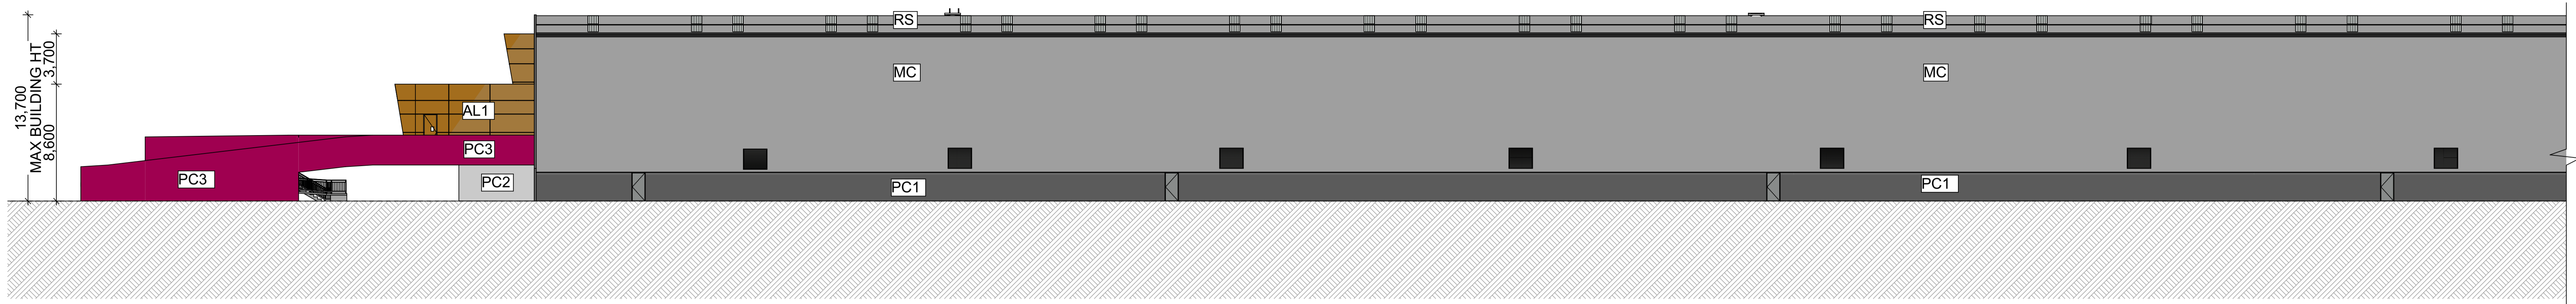 RS
RS
13,700
MAX BUILDING HT
3,700
8,600
MC
MC
AL1
PC3
PC3
PC2
PC1
PC1